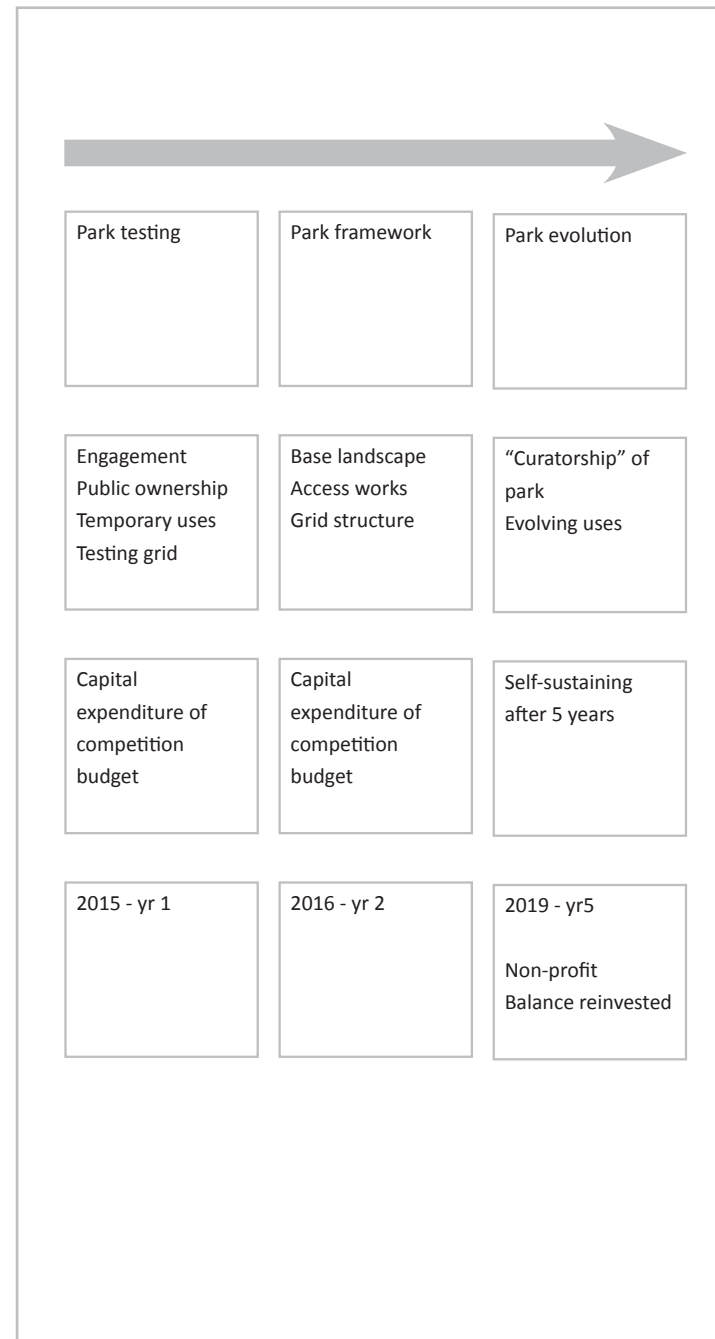 Park testing
Park framework
Park evolution
Engagement
Public ownership
Temporary uses
Testing grid
Base landscape
Access works
Grid structure
“Curatorship” of
park
Evolving uses
Capital
expenditure of
competition
budget
Capital
expenditure of
competition
budget
Self-sustaining
after 5 years
2015 - yr 1
2016 - yr 2
2019 - yr5
Non-profit
Balance reinvested